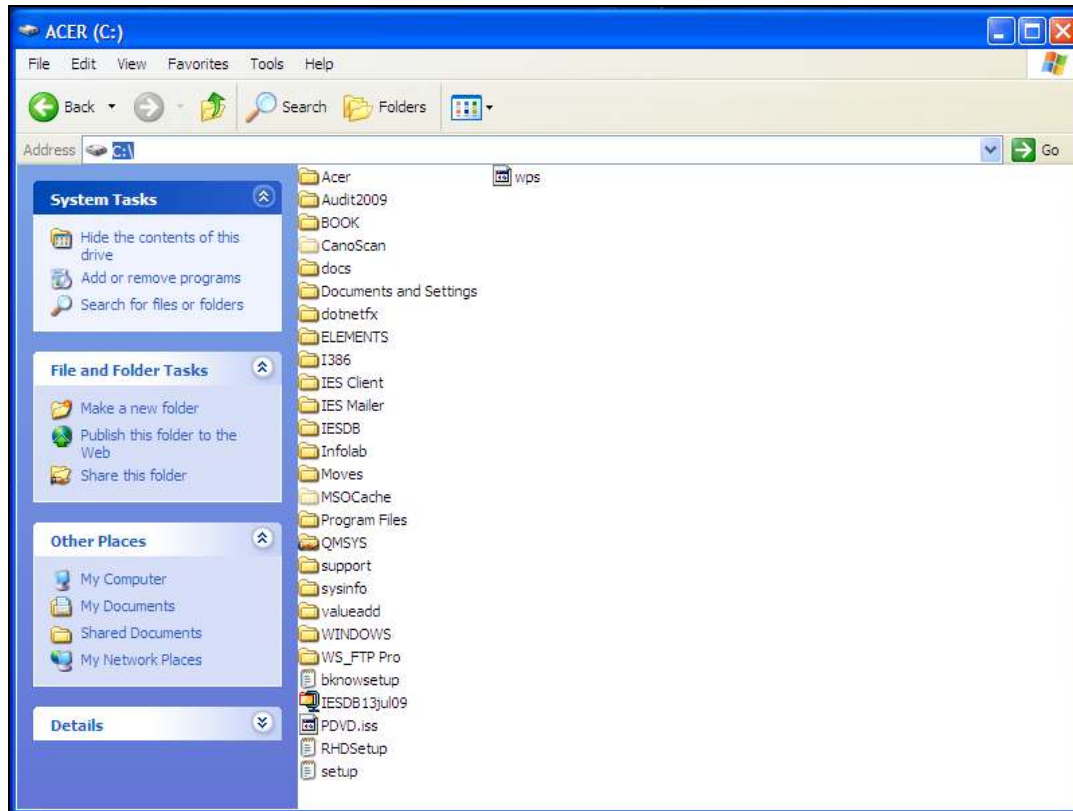 ACER (C:)
File Edit View Favorites Tools Help
Back Search Folders
Address C:\ Go
System Tasks
Hide the contents of this
drive
Add or remove programs
Search for files or folders
File and Folder Tasks
Make a new folder
Publish this folder to the
Web
Share this folder
Other Places
My Computer
My Documents
Shared Documents
My Network Places
Details
Acer
Audit2009
BOOK
CanoScan
docs
Documents and Settings
dotnetfx
ELEMENTS
I386
IES Client
IES Mailer
IESDB
Infolab
Moves
MSOCache
Program Files
QMSYS
support
sysinfo
valueadd
WINDOWS
WS_FTP Pro
bknowsetup
IESDB13jul09
PDVD.iss
RHDSetup
setup
wps